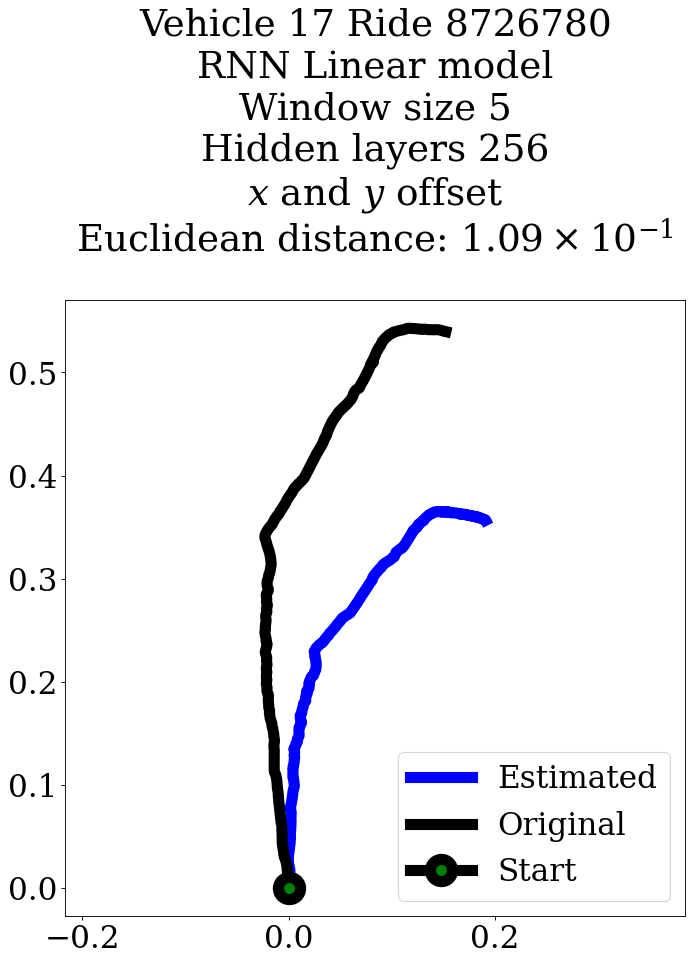 Vehicle 17 Ride 8726780
RNN Linear model
Window size 5
Hidden layers 256
x and y offset
Euclidean distance: 1.09 × 10⁻¹
0.5
0.4
0.3
0.2
0.1
0.0
Estimated
Original
Start
−0.2 0.0 0.2